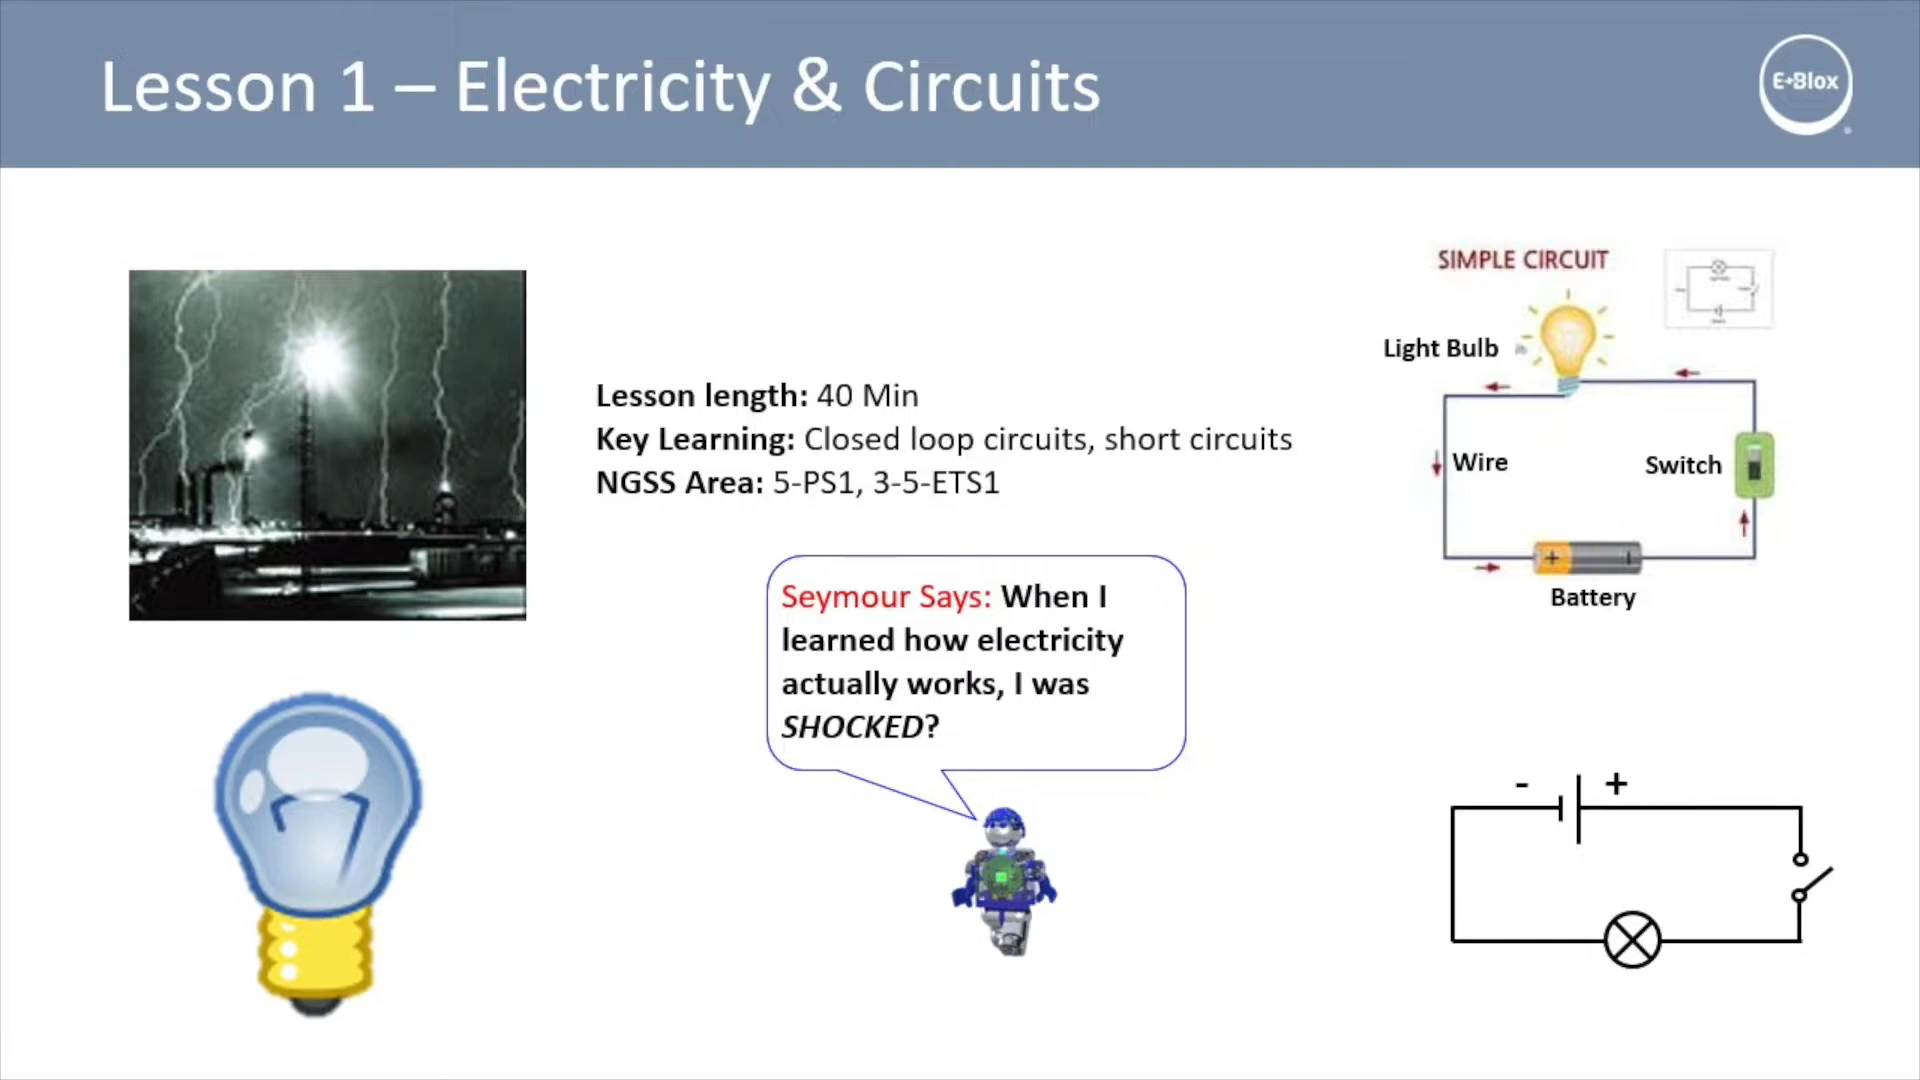 Lesson 1 – Electricity & Circuits
E+Blox
®
Lesson length: 40 Min
Key Learning: Closed loop circuits, short circuits
NGSS Area: 5-PS1, 3-5-ETS1
Seymour Says: When I
learned how electricity
actually works, I was
SHOCKED?
SIMPLE CIRCUIT
Light Bulb
Wire
Switch
+
Battery
- +